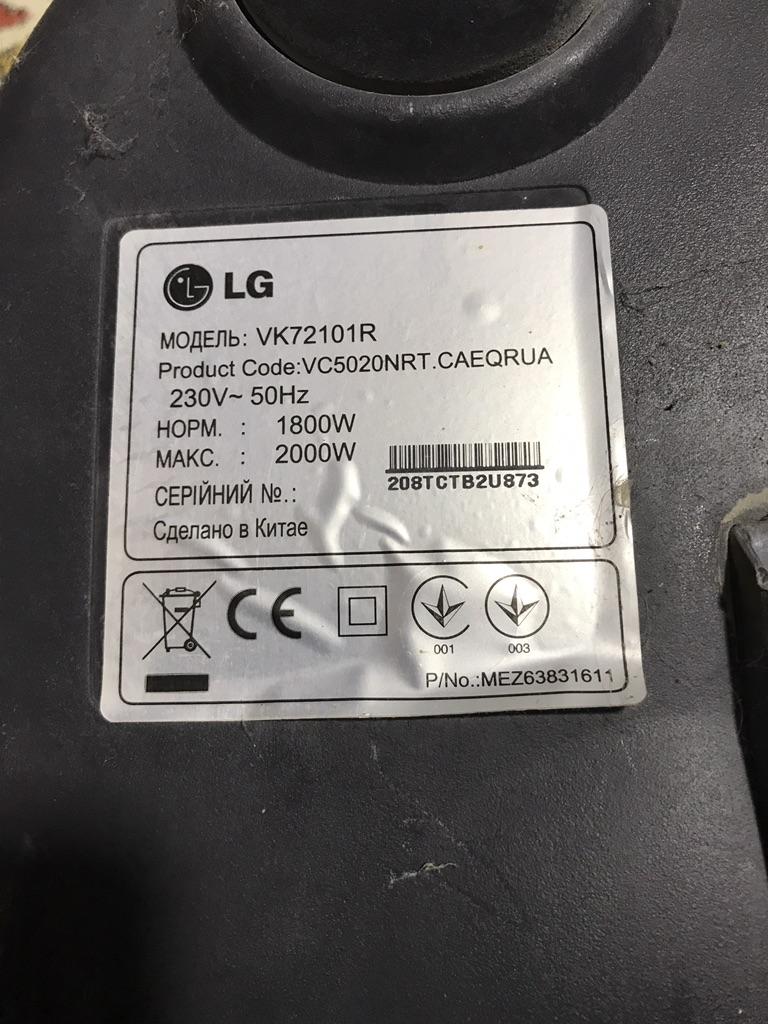 LG
МОДЕЛЬ: VK72101R
Product Code:VC5020NRT.CAEQRUA
230V~ 50Hz
НОРМ. : 1800W
МАКС. : 2000W
208TCTB2U873
СЕРІЙНИЙ №.:
Сделано в Китае
CE
001 003
P/No.:MEZ63831611